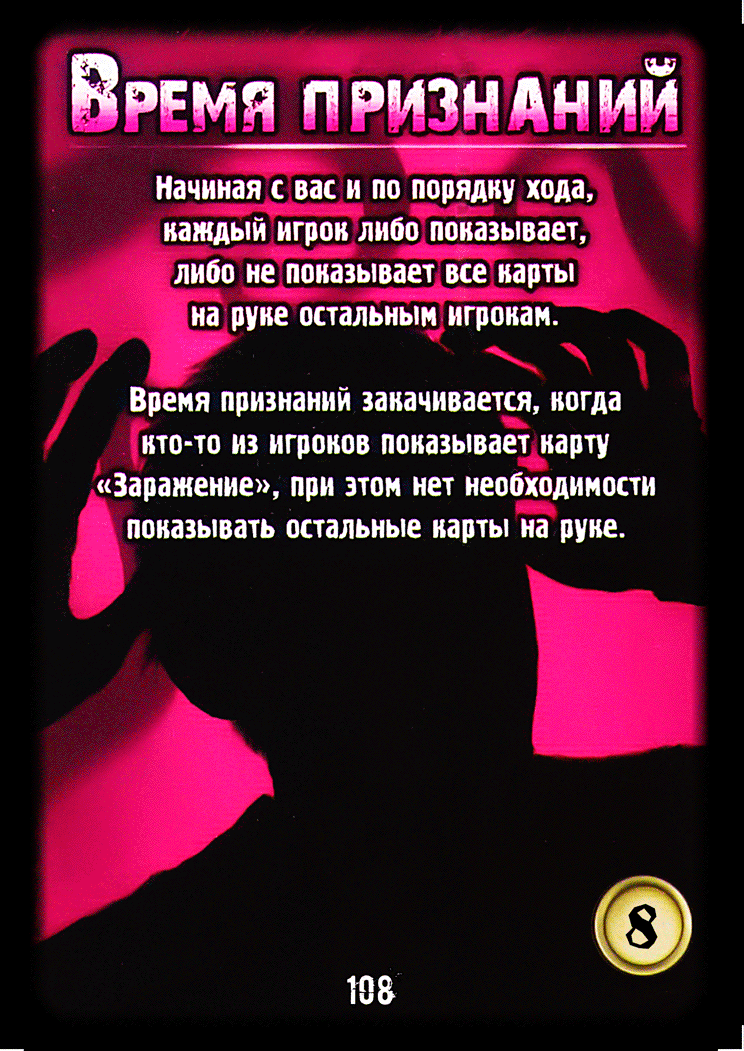 Время признаний
Начиная с вас и по порядку хода,
каждый игрок либо показывает,
либо не показывает все карты
на руке остальным игрокам.
Время признаний закачивается, когда
кто-то из игроков показывает карту
«Заражение», при этом нет необходимости
показывать остальные карты на руке.
8
108